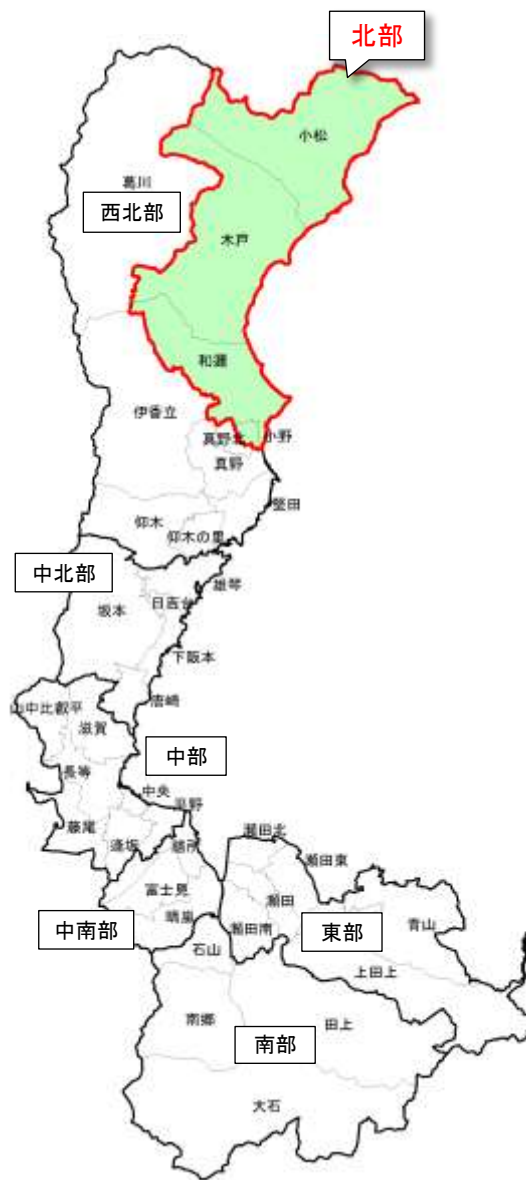 北部
小松
葛川
西北部
木戸
和邇
伊香立
真野北
小野
真野
堅田
仰木
仰木の里
中北部
雄琴
日吉台
坂本
下阪本
唐崎
山中比叡平
滋賀
中部
長等
中央
平野
藤尾
逢坂
膳所
瀬田北
瀬田東
富士見
瀬田
晴嵐
瀬田南
青山
中南部
東部
石山
上田上
南郷
田上
南部
大石